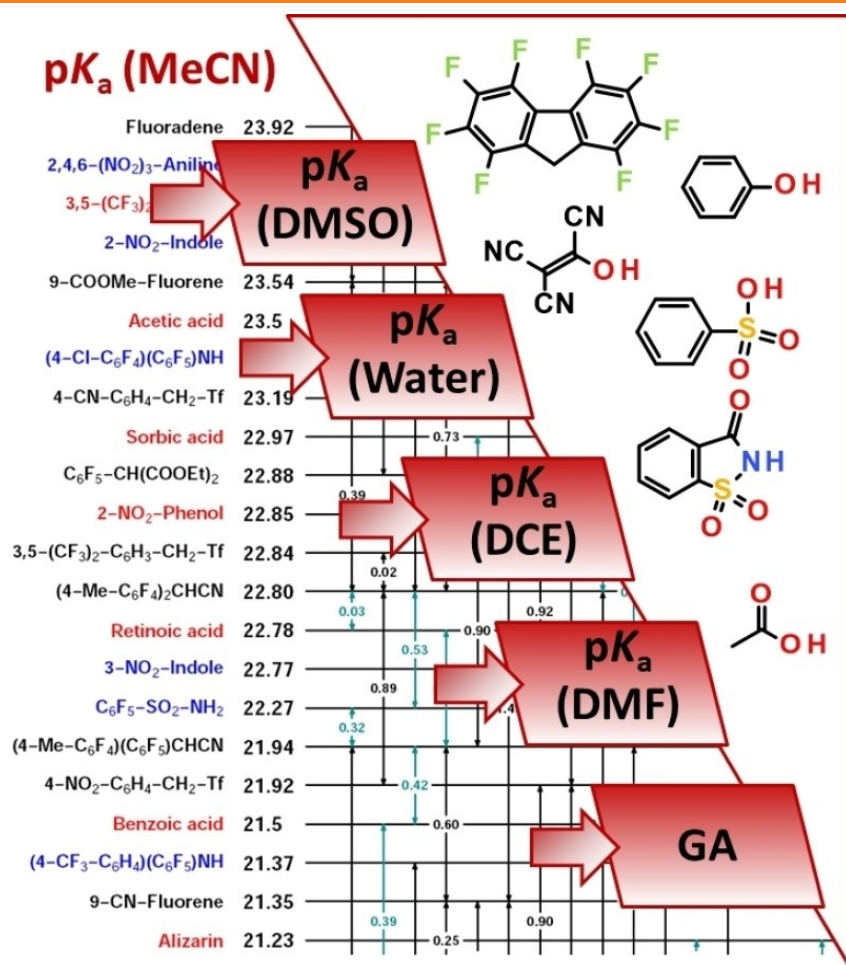 pKa (MeCN)
Fluoradene 23.92
2,4,6–(NO2)3–Aniline
3,5–(CF3)2
2–NO2–Indole
9–COOMe–Fluorene 23.54
Acetic acid 23.5
(4–Cl–C6F4)(C6F5)NH
4–CN–C6H4–CH2–Tf 23.19
Sorbic acid 22.97
C6F5–CH(COOEt)2 22.88
2–NO2–Phenol 22.85
3,5–(CF3)2–C6H3–CH2–Tf 22.84
(4–Me–C6F4)2CHCN 22.80
Retinoic acid 22.78
3–NO2–Indole 22.77
C6F5–SO2–NH2 22.27
(4–Me–C6F4)(C6F5)CHCN 21.94
4–NO2–C6H4–CH2–Tf 21.92
Benzoic acid 21.5
(4–CF3–C6H4)(C6F5)NH 21.37
9–CN–Fluorene 21.35
Alizarin 21.23
pKa
(DMSO)
pKa
(Water)
pKa
(DCE)
pKa
(DMF)
GA
0.73
0.39
0.02
0.03
0.92
0.90
0.53
0.89
0.32
0.42
0.60
0.39
0.90
0.25
F F F F
F F
F F
OH
CN
NC
OH
CN
OH
S O
O
O
NH
S
O O
O
OH